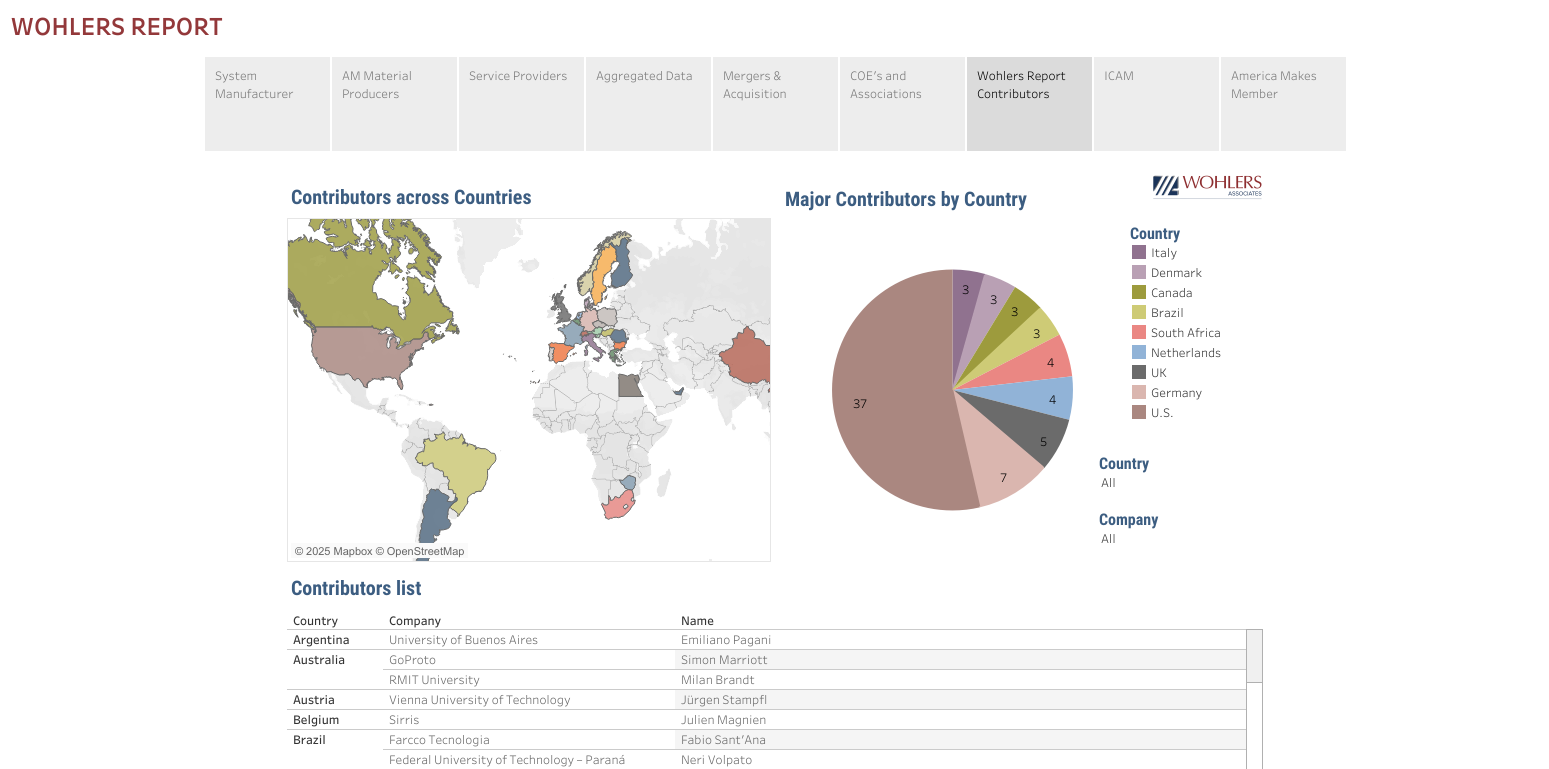 WOHLERS REPORT
System
Manufacturer
AM Material
Producers
Service Providers
Aggregated Data
Mergers &
Acquisition
COE's and
Associations
Wohlers Report
Contributors
ICAM
America Makes
Member
Contributors across Countries
© 2025 Mapbox © OpenStreetMap
Major Contributors by Country
WOHLERS
ASSOCIATES
3
3
3
3
4
4
5
7
37
Country
Italy
Denmark
Canada
Brazil
South Africa
Netherlands
UK
Germany
U.S.
Country
All
Company
All
Contributors list
Country Company Name
Argentina University of Buenos Aires Emiliano Pagani
Australia GoProto Simon Marriott
RMIT University Milan Brandt
Austria Vienna University of Technology Jürgen Stampfl
Belgium Sirris Julien Magnien
Brazil Farcco Tecnologia Fabio Sant'Ana
Federal University of Technology – Paraná Neri Volpato